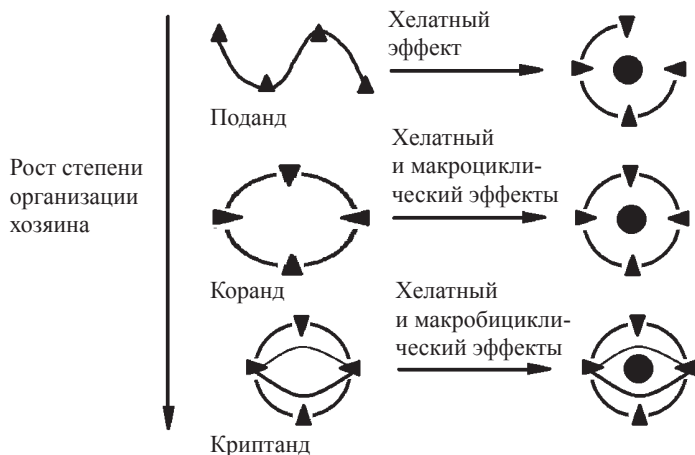 Хелатный
эффект
Поданд
Рост степени
организации
хозяина
Хелатный
и макроцикли-
ческий эффекты
Коранд
Хелатный
и макробицикли-
ческий эффекты
Криптанд